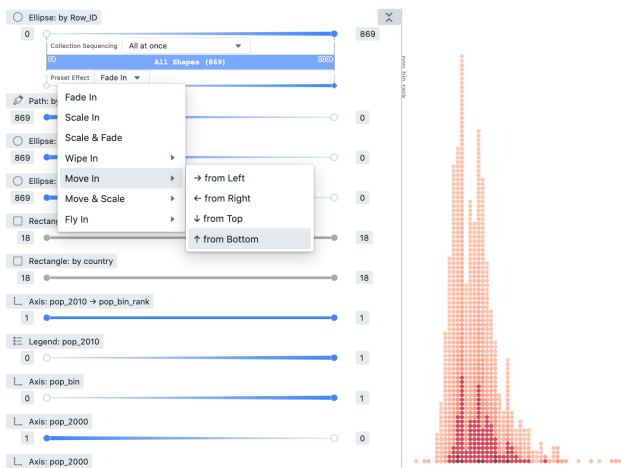 Ellipse: by Row_ID
0
869
Collection Sequencing All at once
0% All Shapes (869) 100%
Preset Effect Fade In
Fade In
Scale In
Scale & Fade
Wipe In
Move In
Move & Scale
Fly In
→ from Left
← from Right
↓ from Top
↑ from Bottom
Path: by
869
0
Ellipse:
869
0
Ellipse:
869
0
Rectang
18
18
Rectangle: by country
18
18
Axis: pop_2010 → pop_bin_rank
1
1
Legend: pop_2010
0
1
Axis: pop_bin
0
1
Axis: pop_2000
1
0
Axis: pop_2000